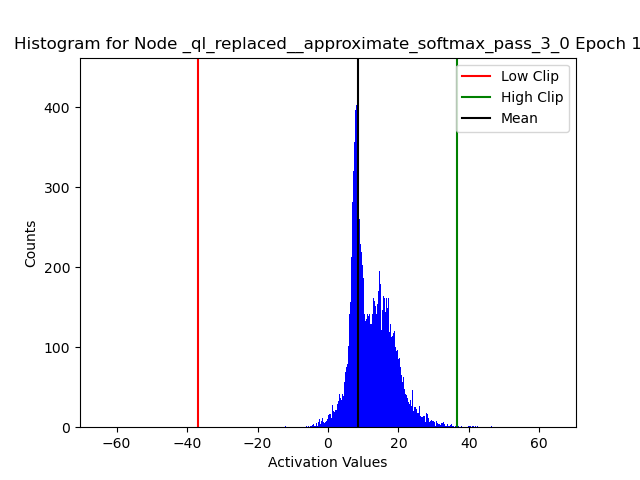 Histogram for Node _ql_replaced__approximate_softmax_pass_3_0 Epoch 1
Low Clip
High Clip
Mean
Counts
400
300
200
100
0
−60
−40
−20
0
20
40
60
Activation Values